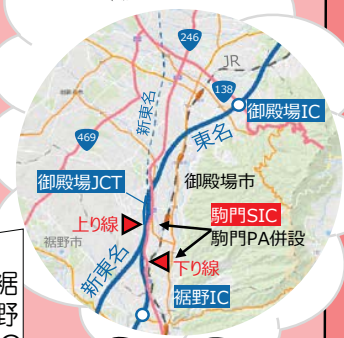 246
JR
138
御殿場IC
新東名
東名
469
御殿場JCT
御殿場市
上り線
駒門SIC
駒門PA併設
裾野市
下り線
新東名
裾野IC
裾野